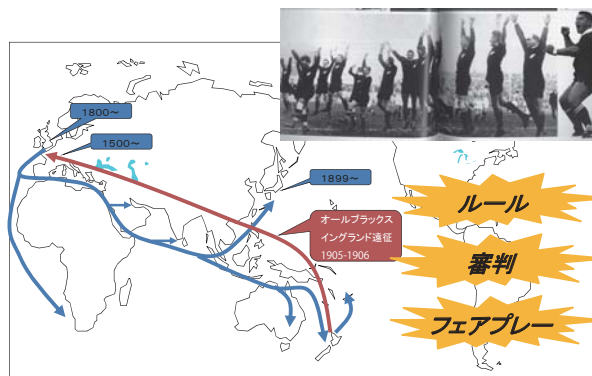 1800～
1500～
1899～
オールブラックス
イングランド遠征
1905-1906
ルール
審判
フェアプレー